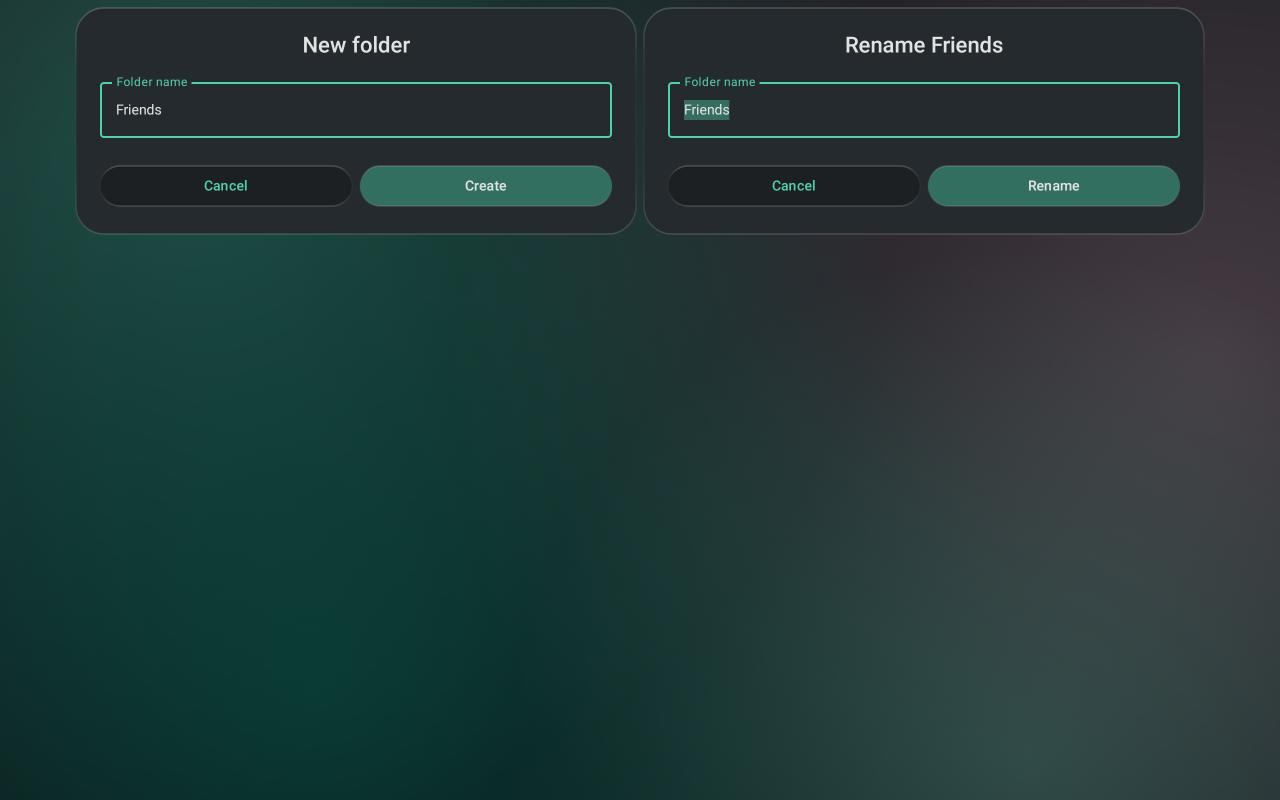 New folder
Folder name
Friends
Cancel
Create
Rename Friends
Folder name
Friends
Cancel
Rename